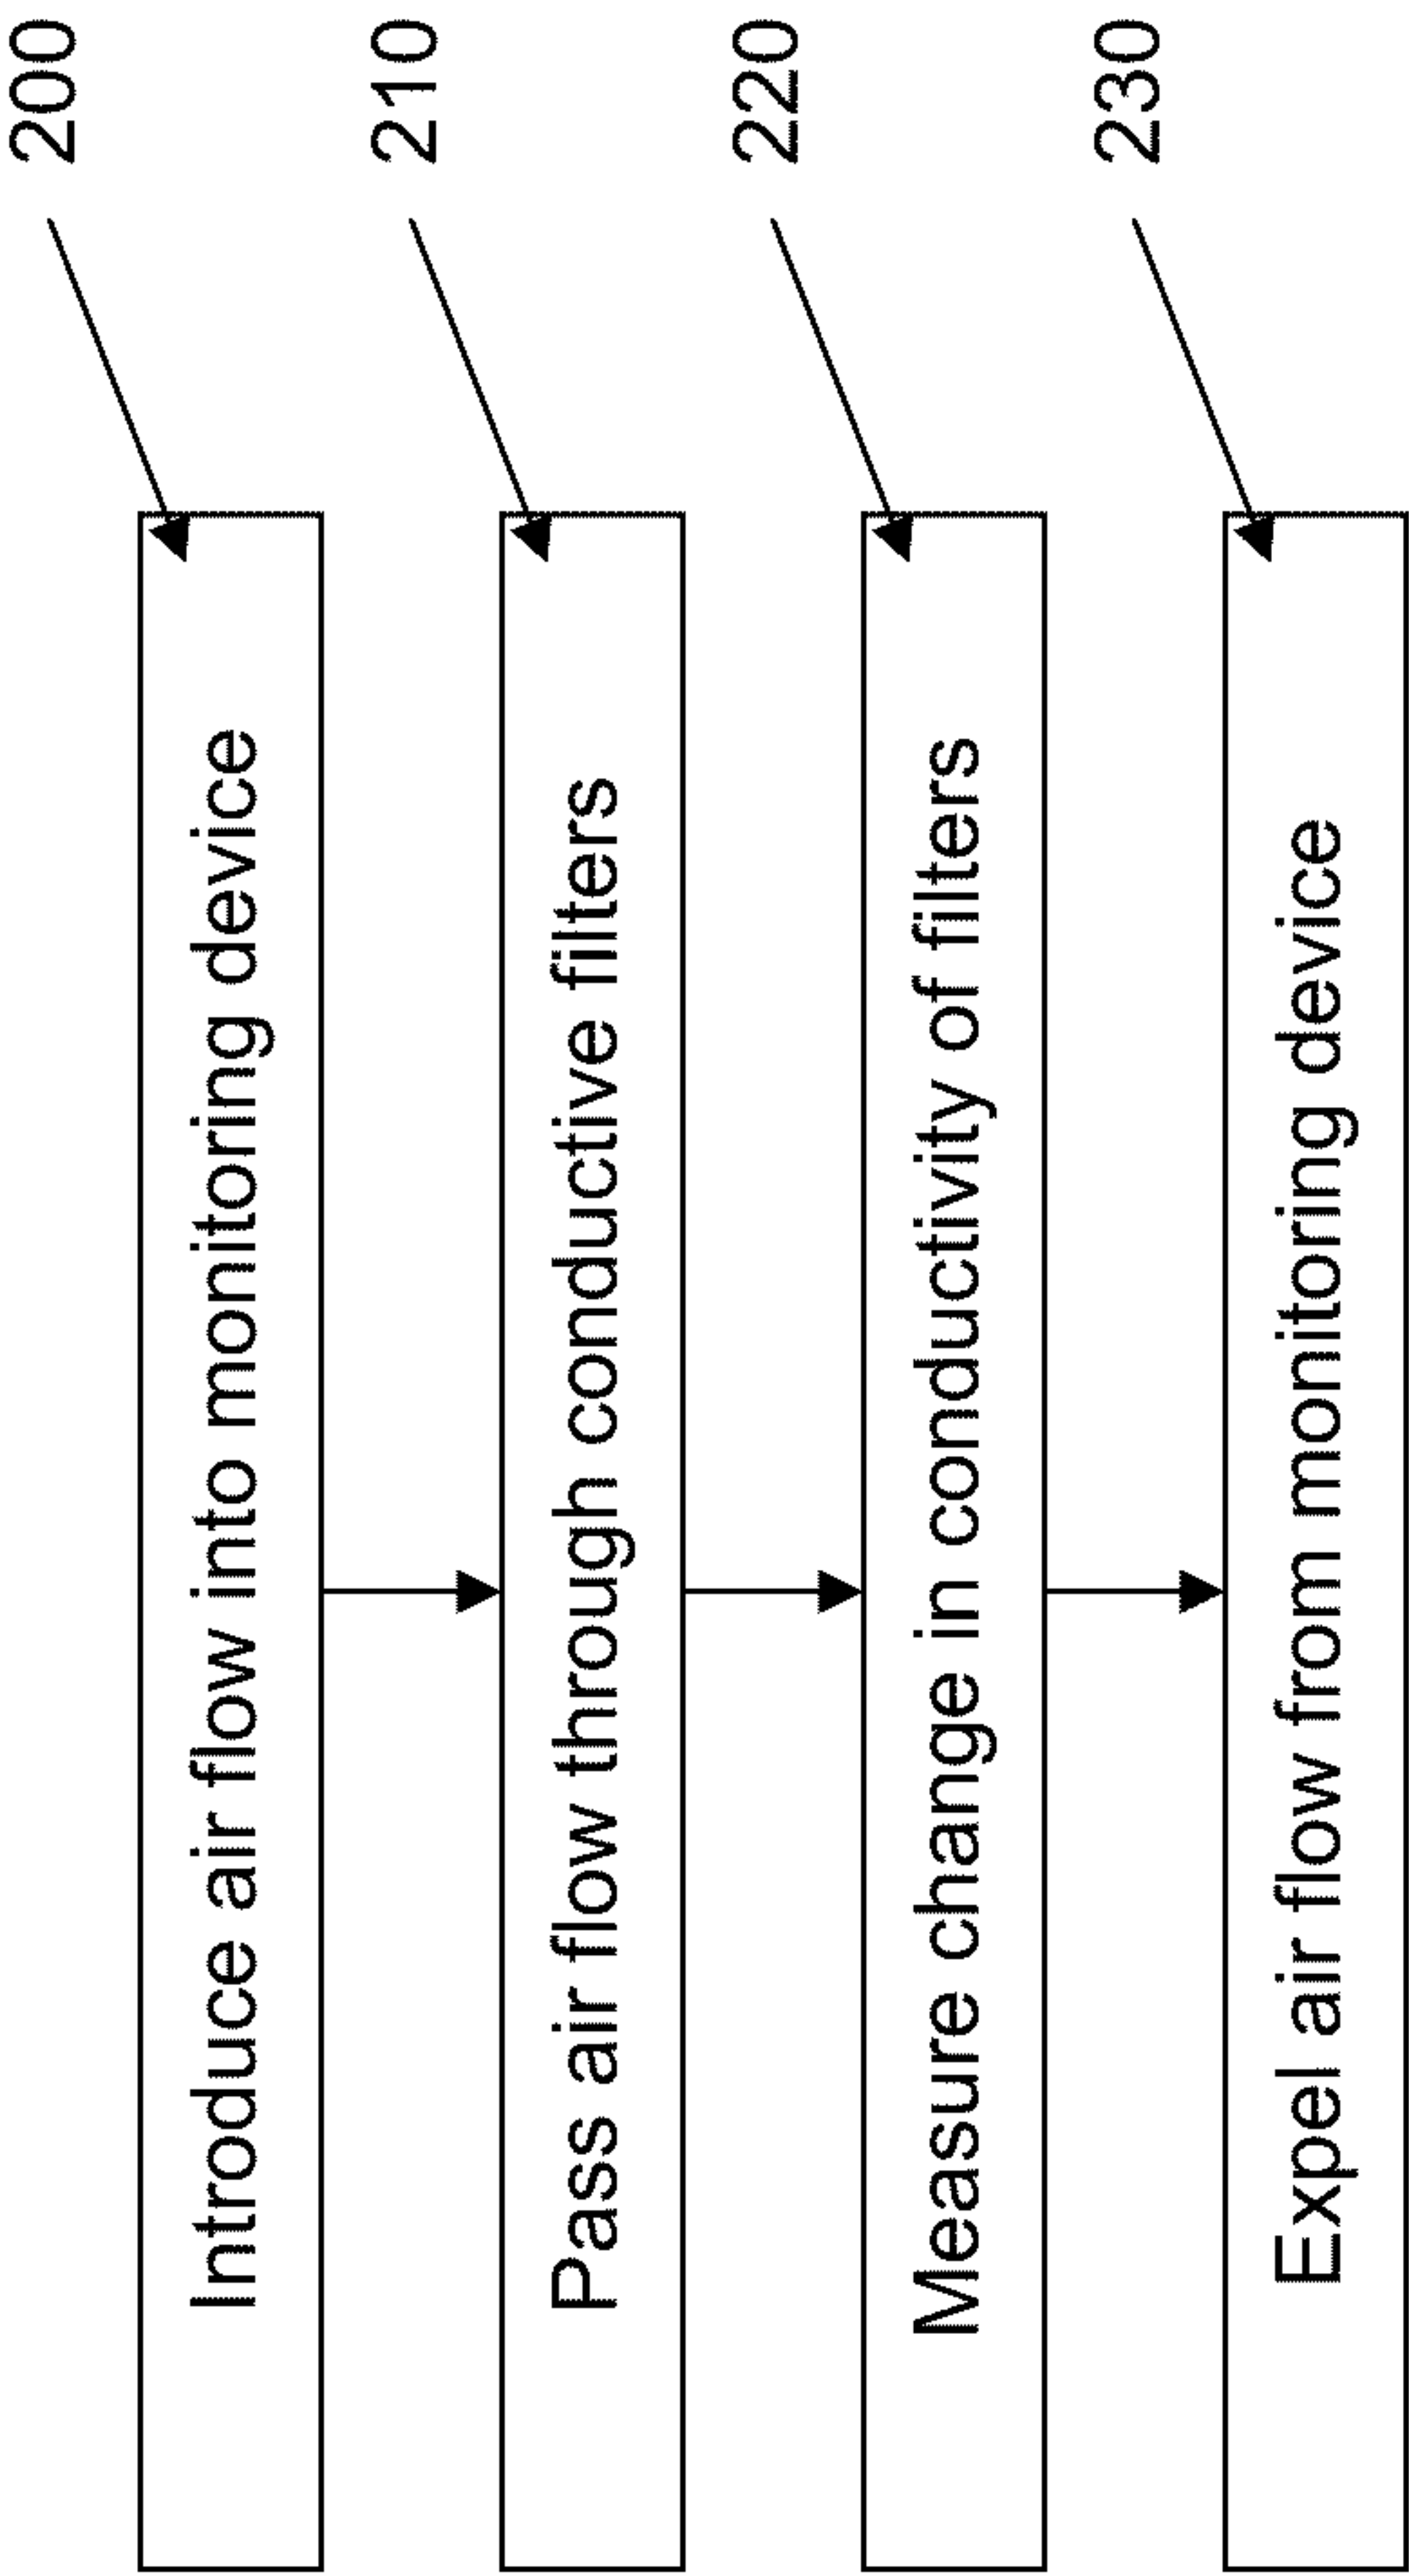 200
Introduce air flow into monitoring device
210
Pass air flow through conductive filters
220
Measure change in conductivity of filters
230
Expel air flow from monitoring device